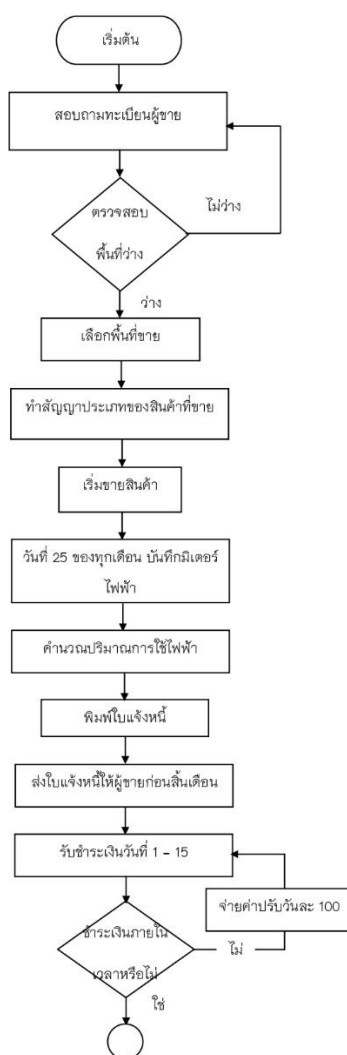 เริ่มต้น
สอบถามทะเบียนผู้ขาย
ตรวจสอบ
พื้นที่ว่าง
ไม่ว่าง
ว่าง
เลือกพื้นที่ขาย
ทำสัญญาประเภทของสินค้าที่ขาย
เริ่มขายสินค้า
วันที่ 25 ของทุกเดือน บันทึกมิเตอร์
ไฟฟ้า
คำนวณปริมาณการใช้ไฟฟ้า
พิมพ์ใบแจ้งหนี้
ส่งใบแจ้งหนี้ให้ผู้ขายก่อนสิ้นเดือน
รับชำระเงินวันที่ 1 – 15
จ่ายค่าปรับวันละ 100
ชำระเงินภายใน
เวลาหรือไม่
ไม่
ใช่